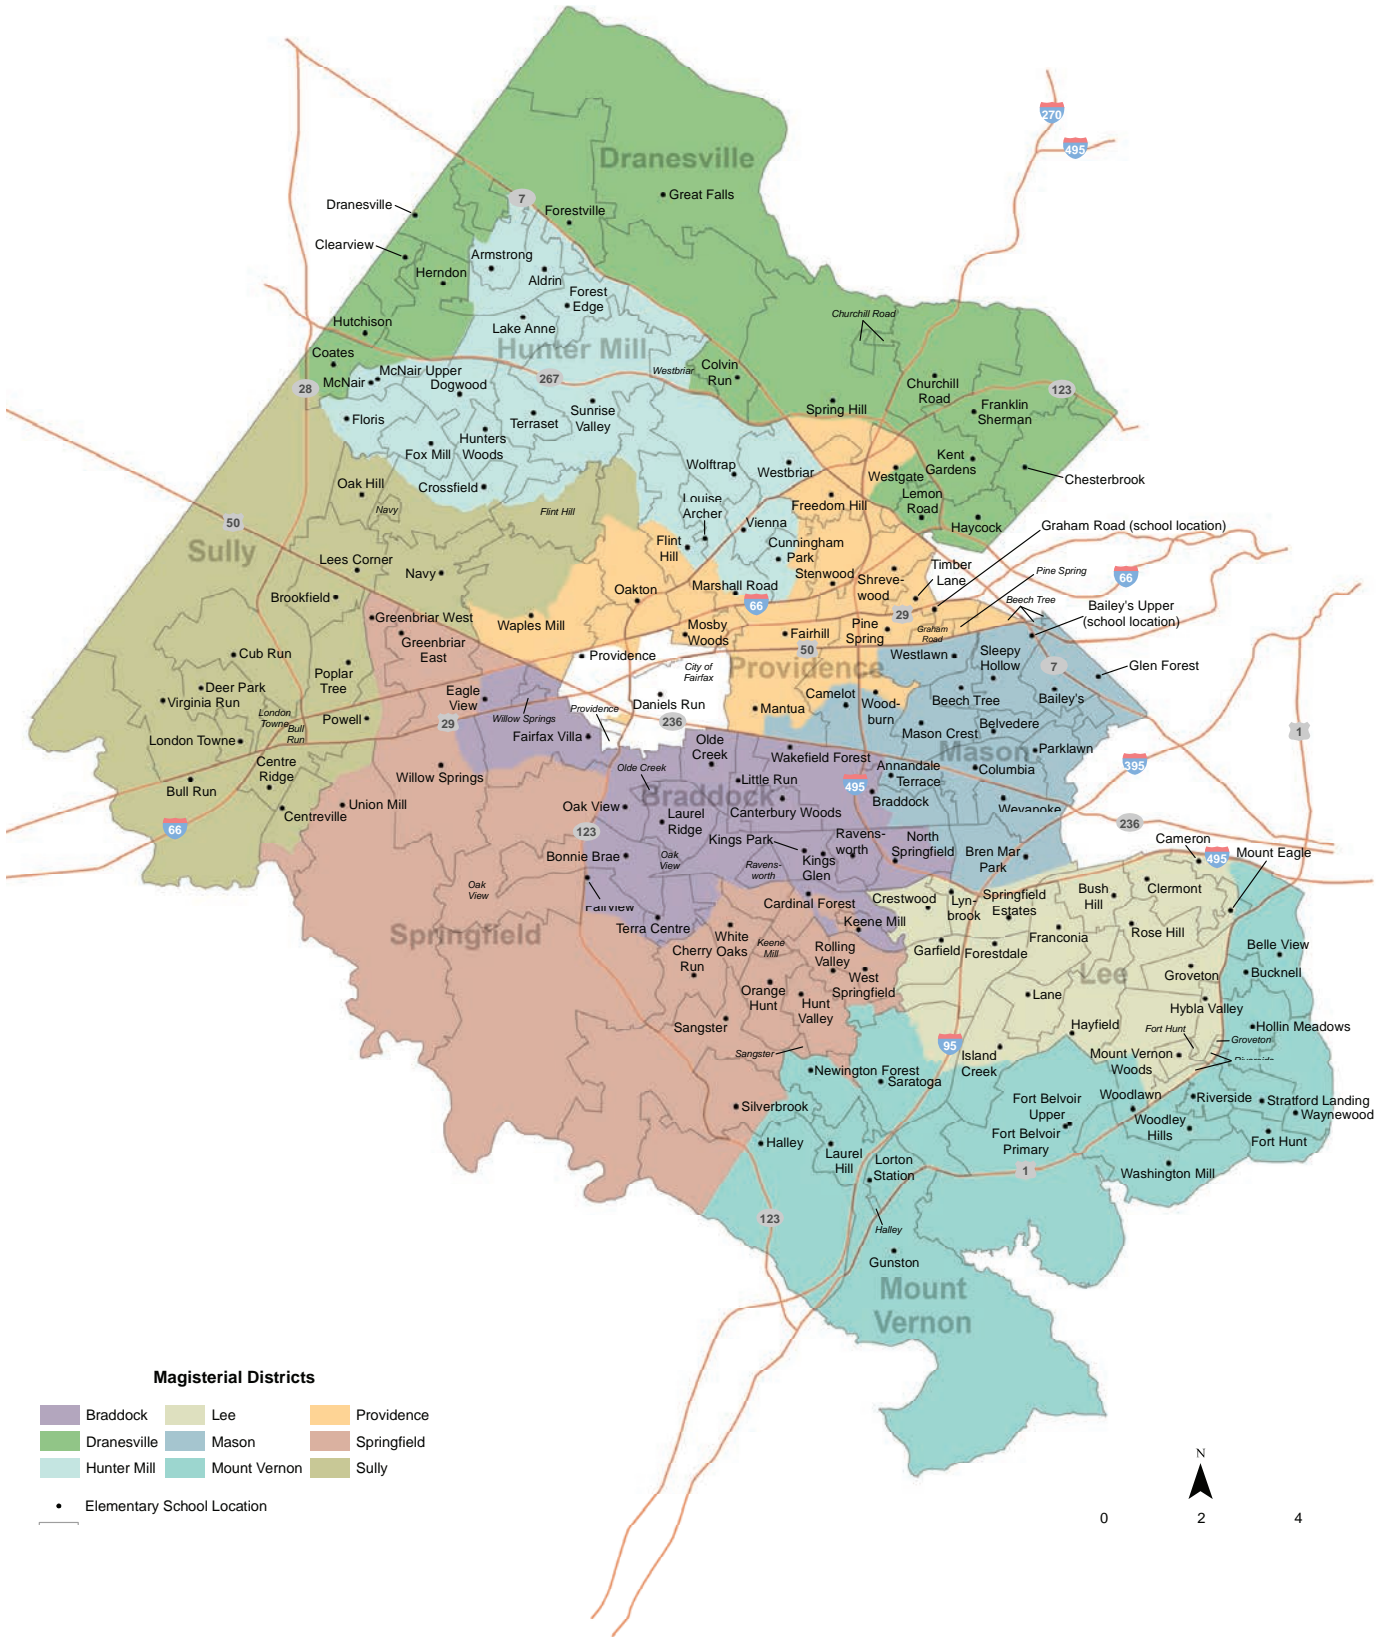 270
495
Dranesville
Great Falls
7
Dranesville
Forestville
Clearview
Armstrong
Herndon
Aldrin
Forest
Edge
Churchill Road
Hutchison
Lake Anne
Hunter Mill
Coates
McNair Upper
McNair
Dogwood
267
Westbriar
Colvin
Run
28
Churchill
Road
123
Floris
Terraset
Sunrise
Valley
Spring Hill
Franklin
Sherman
Fox Mill
Hunters
Woods
Wolftrap
Westbriar
Westgate
Kent
Gardens
Chesterbrook
Oak Hill
Crossfield
Louise
Archer
Freedom Hill
Lemon
Road
Navy
Flint Hill
Vienna
Haycock
Graham Road (school location)
50
Sully
Flint
Hill
Cunningham
Park
Lees Corner
Navy
Stenwood
Shreve-
wood
Timber
Lane
Pine Spring
66
Brookfield
Oakton
Marshall Road
66
29
Beech Tree
Bailey's Upper
(school location)
Greenbriar West
Waples Mill
Mosby
Woods
Fairhill
Pine
Spring
Graham
Road
Greenbriar
East
Cub Run
Providence
50
Westlawn
Sleepy
Hollow
7
Glen Forest
City of
Fairfax
Providence
Poplar
Tree
Deer Park
Virginia Run
Eagle
View
Daniels Run
Camelot
Wood-
burn
Beech Tree
Bailey's
London
Towne
Bull
Run
Powell
29
Willow Springs
Providence
236
Mantua
Mason Crest
Belvedere
1
London Towne
Fairfax Villa
Olde
Creek
Wakefield Forest
Mason
Parklawn
Centre
Ridge
Willow Springs
Olde Creek
Little Run
Annandale
Terrace
Columbia
395
Bull Run
Braddock
495
Braddock
Centreville
Union Mill
Oak View
Laurel
Ridge
Canterbury Woods
Weyanoke
66
123
Kings Park
Ravens-
worth
North
Springfield
236
Bonnie Brae
Oak
View
Ravens-
worth
Kings
Glen
Bren Mar
Park
Cameron
495
Mount Eagle
Oak
View
Fairview
Cardinal Forest
Crestwood
Lyn-
brook
Springfield
Estates
Bush
Hill
Clermont
Springfield
Terra Centre
White
Oaks
Keene
Mill
Keene Mill
Garfield
Forestdale
Franconia
Rose Hill
Belle View
Cherry
Run
Rolling
Valley
West
Springfield
Lee
Groveton
Bucknell
Orange
Hunt
Hunt
Valley
Lane
Hybla Valley
Sangster
Hayfield
Fort Hunt
Hollin Meadows
Groveton
Sangster
95
Island
Creek
Mount Vernon
Woods
Riverside
Newington Forest
Saratoga
Silverbrook
Fort Belvoir
Upper
Woodlawn
Riverside
Stratford Landing
Waynewood
Halley
Laurel
Hill
Fort Belvoir
Primary
Woodley
Hills
Fort Hunt
Lorton
Station
1
Washington Mill
123
Halley
Gunston
Mount
Vernon
Magisterial Districts
Braddock
Lee
Providence
Dranesville
Mason
Springfield
Hunter Mill
Mount Vernon
Sully
Elementary School Location
N
0
2
4